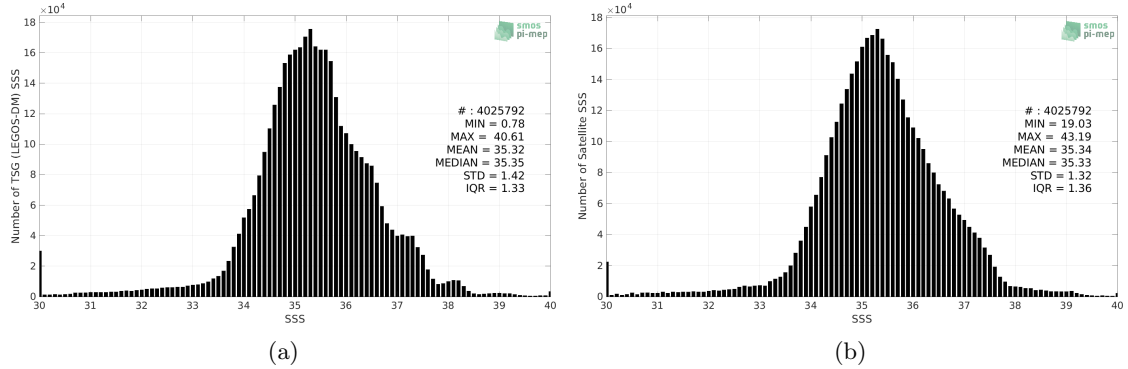 ×10⁴
18
16
14
12
10
8
6
4
2
0
Number of TSG (LEGOS-DM) SSS
smos
pi-mep
# : 4025792
MIN = 0.78
MAX = 40.61
MEAN = 35.32
MEDIAN = 35.35
STD = 1.42
IQR = 1.33
30 31 32 33 34 35 36 37 38 39 40
SSS
(a)
×10⁴
18
16
14
12
10
8
6
4
2
0
Number of Satellite SSS
smos
pi-mep
# : 4025792
MIN = 19.03
MAX = 43.19
MEAN = 35.34
MEDIAN = 35.33
STD = 1.32
IQR = 1.36
30 31 32 33 34 35 36 37 38 39 40
SSS
(b)